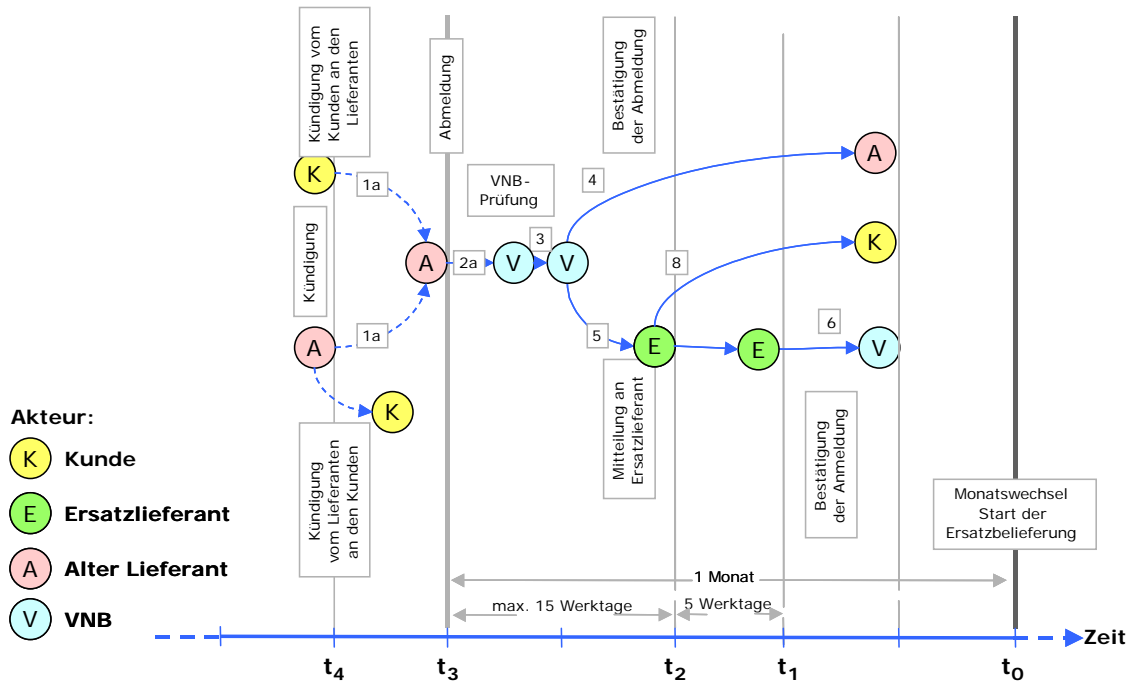 Kündigung vom
Kunden an den
Lieferanten
Abmeldung
Bestätigung
der Abmeldung
K
1a
VNB-
Prüfung
4
A
Kündigung
A
2a
V
3
V
8
K
A
1a
5
E
E
6
V
K
Mitteilung an
Ersatzlieferant
Bestätigung
der Anmeldung
Kündigung
vom Lieferanten
an den Kunden
Akteur:
K Kunde
E Ersatzlieferant
A Alter Lieferant
V VNB
Monatswechsel
Start der
Ersatzbelieferung
1 Monat
max. 15 Werktage
5 Werktage
Zeit
t4
t3
t2
t1
t0